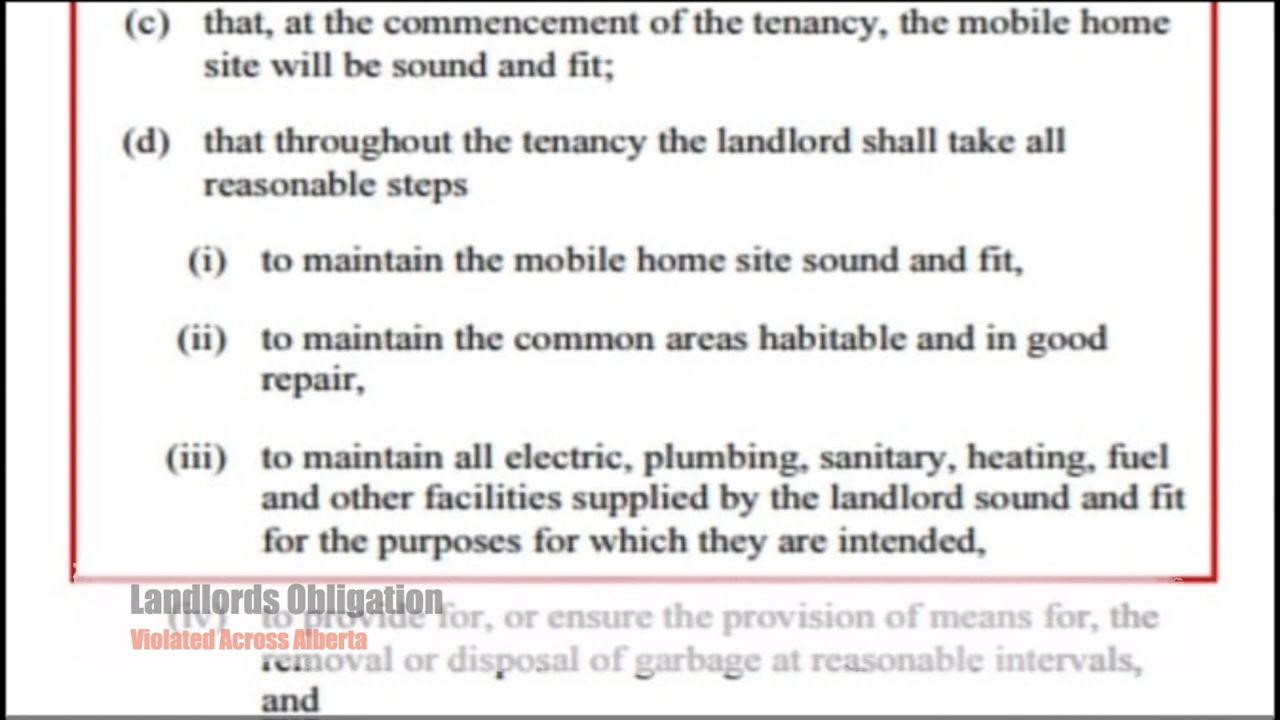 (c) that, at the commencement of the tenancy, the mobile home
site will be sound and fit;
(d) that throughout the tenancy the landlord shall take all
reasonable steps
(i) to maintain the mobile home site sound and fit,
(ii) to maintain the common areas habitable and in good
repair,
(iii) to maintain all electric, plumbing, sanitary, heating, fuel
and other facilities supplied by the landlord sound and fit
for the purposes for which they are intended,
Landlords Obligation
(iv) to provide for, or ensure the provision of means for, the
Violated Across Alberta
removal or disposal of garbage at reasonable intervals,
and